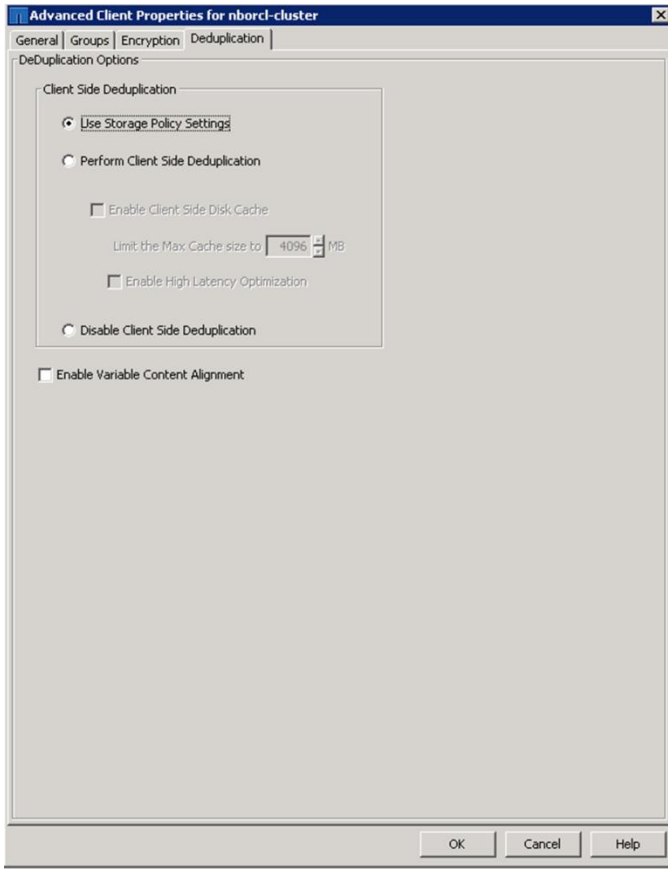 Advanced Client Properties for nborcl-cluster
General Groups Encryption Deduplication
DeDuplication Options
Client Side Deduplication
Use Storage Policy Settings
Perform Client Side Deduplication
Enable Client Side Disk Cache
Limit the Max Cache size to 4096 MB
Enable High Latency Optimization
Disable Client Side Deduplication
Enable Variable Content Alignment
OK Cancel Help